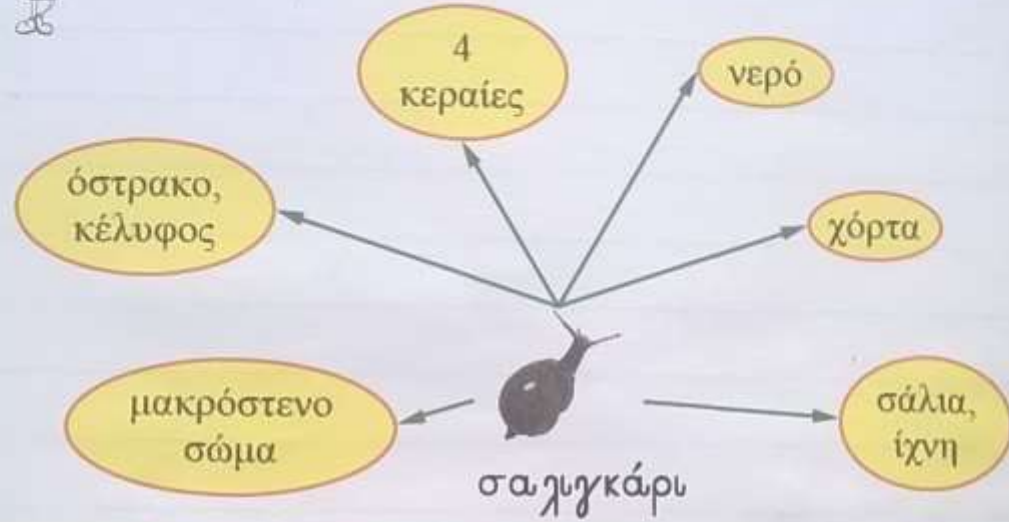 4
κεραίες
νερό
όστρακο,
κέλυφος
χόρτα
μακρόστενο
σώμα
σάλια,
ίχνη
σαλιγκάρι